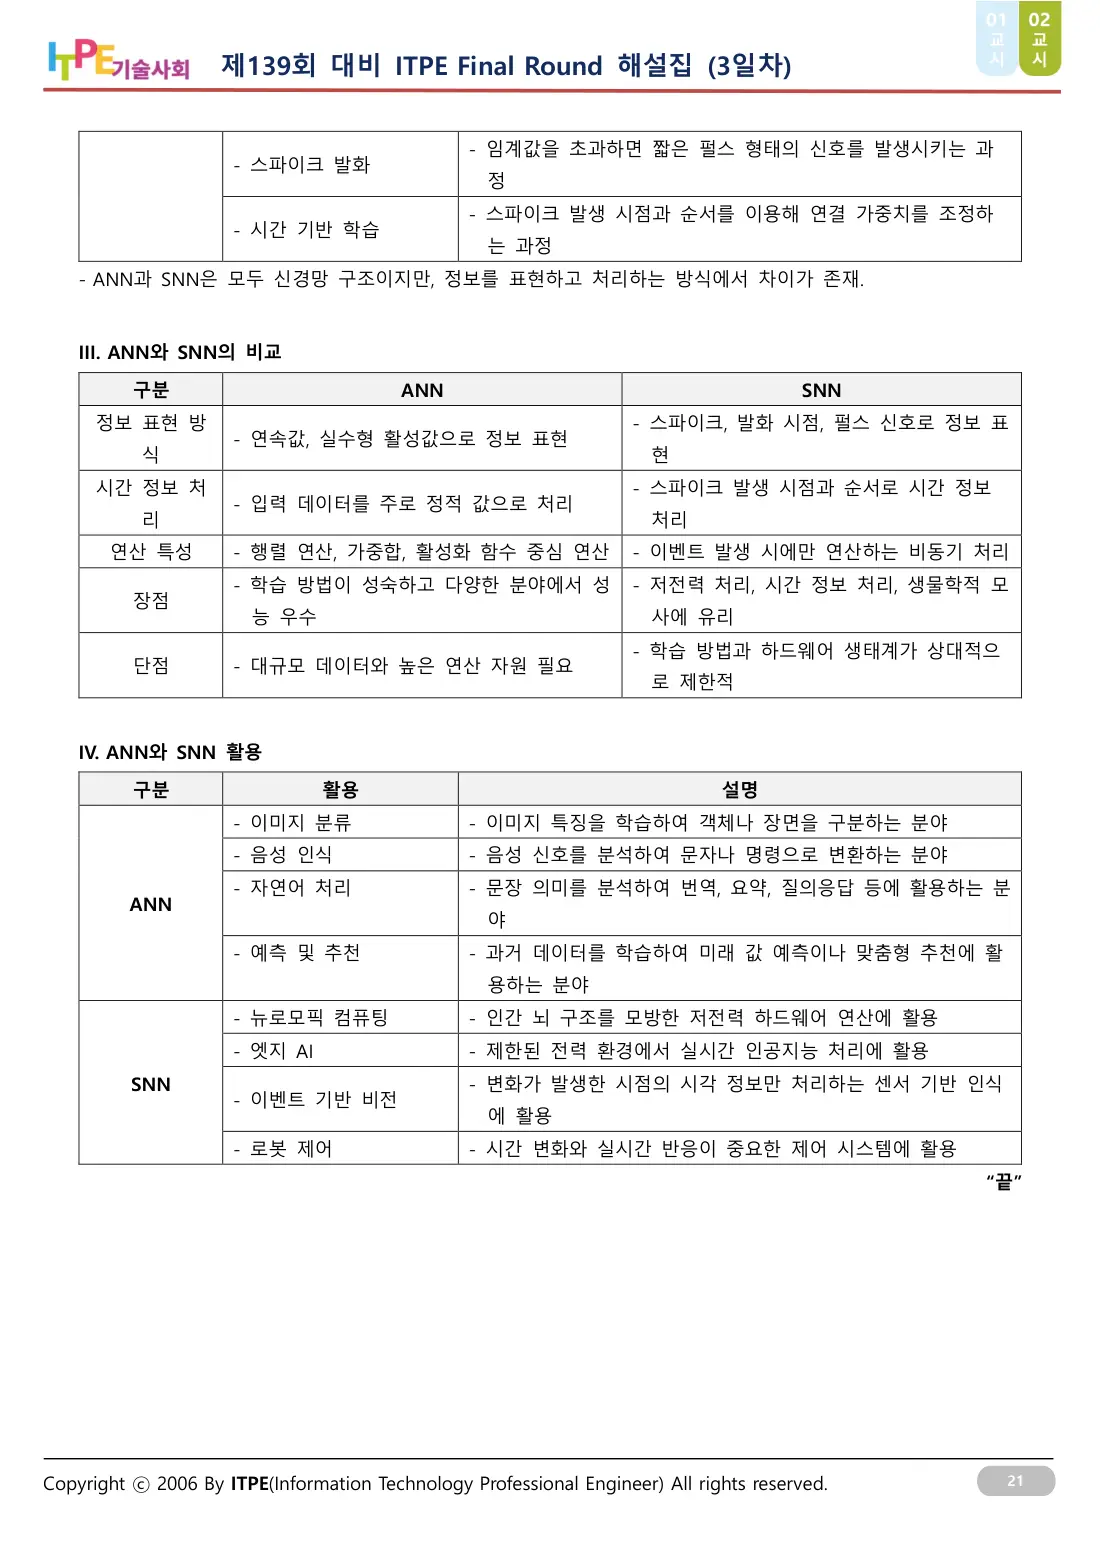 ITPE기술사회 제139회 대비 ITPE Final Round 해설집 (3일차)
01
교
시
02
교
시
- 스파이크 발화
- 임계값을 초과하면 짧은 펄스 형태의 신호를 발생시키는 과
정
- 시간 기반 학습
- 스파이크 발생 시점과 순서를 이용해 연결 가중치를 조정하
는 과정
- ANN과 SNN은 모두 신경망 구조이지만, 정보를 표현하고 처리하는 방식에서 차이가 존재.
III. ANN와 SNN의 비교
구분 ANN SNN
정보 표현 방
식
- 연속값, 실수형 활성값으로 정보 표현
- 스파이크, 발화 시점, 펄스 신호로 정보 표
현
시간 정보 처
리
- 입력 데이터를 주로 정적 값으로 처리
- 스파이크 발생 시점과 순서로 시간 정보
처리
연산 특성 - 행렬 연산, 가중합, 활성화 함수 중심 연산 - 이벤트 발생 시에만 연산하는 비동기 처리
장점
- 학습 방법이 성숙하고 다양한 분야에서 성
능 우수
- 저전력 처리, 시간 정보 처리, 생물학적 모
사에 유리
단점
- 대규모 데이터와 높은 연산 자원 필요
- 학습 방법과 하드웨어 생태계가 상대적으
로 제한적
IV. ANN와 SNN 활용
구분 활용 설명
ANN
- 이미지 분류 - 이미지 특징을 학습하여 객체나 장면을 구분하는 분야
- 음성 인식 - 음성 신호를 분석하여 문자나 명령으로 변환하는 분야
- 자연어 처리 - 문장 의미를 분석하여 번역, 요약, 질의응답 등에 활용하는 분
야
- 예측 및 추천 - 과거 데이터를 학습하여 미래 값 예측이나 맞춤형 추천에 활
용하는 분야
SNN
- 뉴로모픽 컴퓨팅 - 인간 뇌 구조를 모방한 저전력 하드웨어 연산에 활용
- 엣지 AI - 제한된 전력 환경에서 실시간 인공지능 처리에 활용
- 이벤트 기반 비전
- 변화가 발생한 시점의 시각 정보만 처리하는 센서 기반 인식
에 활용
- 로봇 제어 - 시간 변화와 실시간 반응이 중요한 제어 시스템에 활용
“끝”
Copyright ⓒ 2006 By ITPE(Information Technology Professional Engineer) All rights reserved.
21